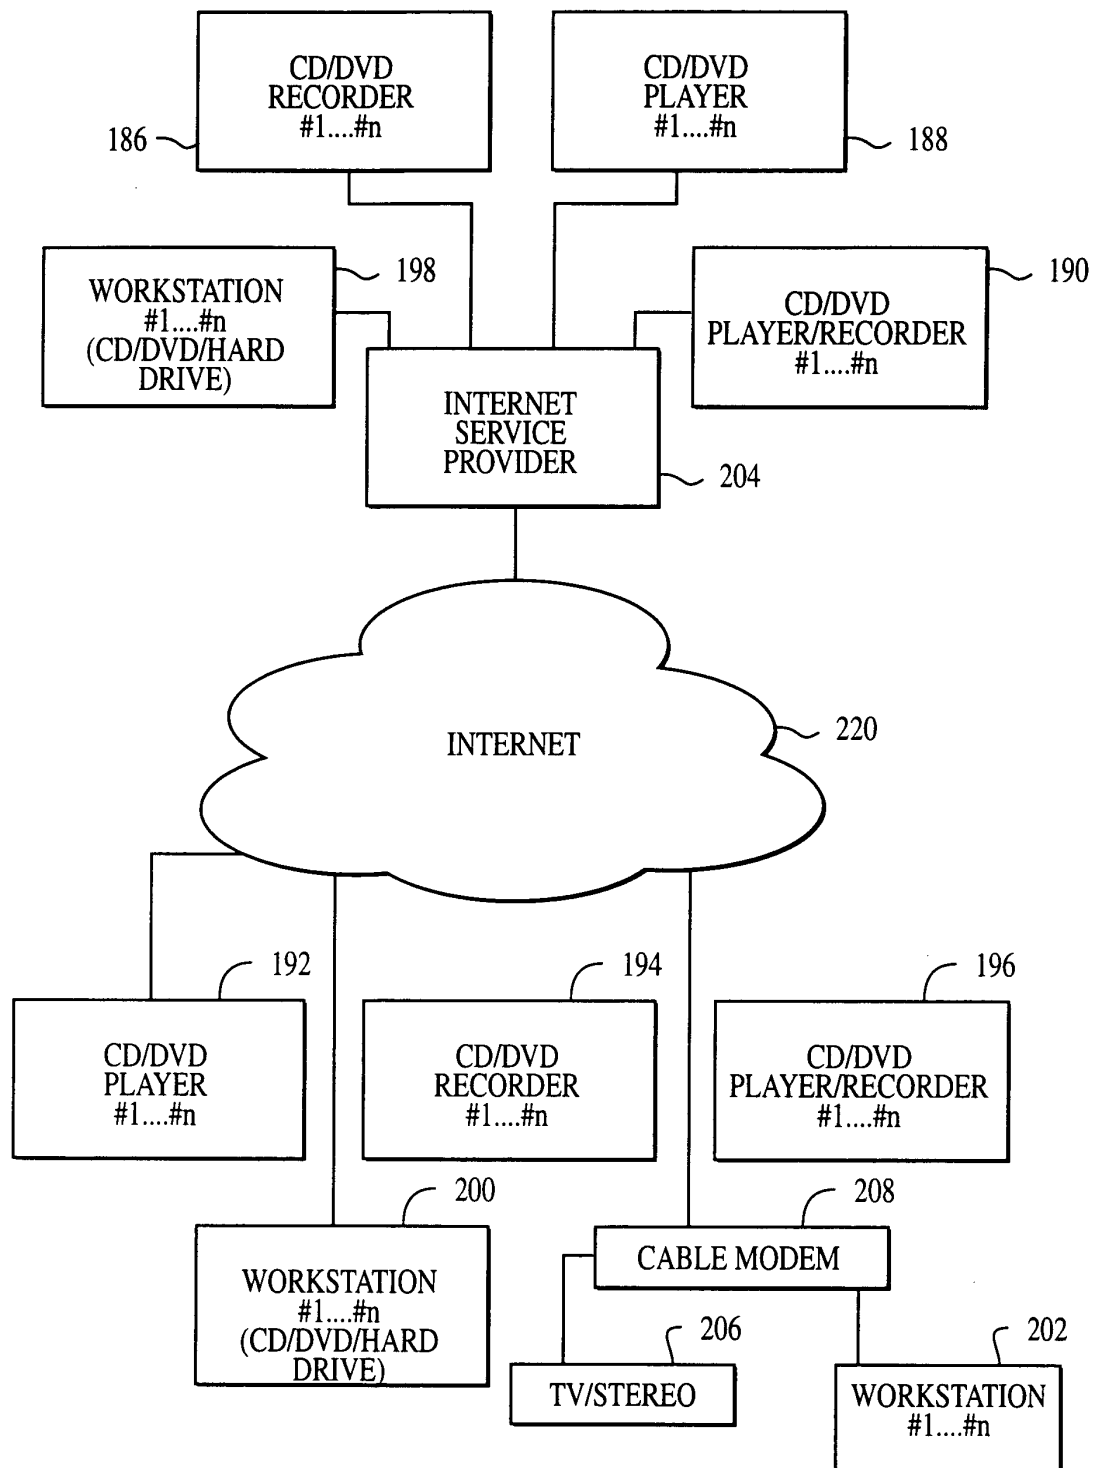 CD/DVD
RECORDER
#1....#n
186
CD/DVD
PLAYER
#1....#n
188
WORKSTATION
#1....#n
(CD/DVD/HARD
DRIVE)
198
CD/DVD
PLAYER/RECORDER
#1....#n
190
INTERNET
SERVICE
PROVIDER
204
INTERNET
220
192
CD/DVD
PLAYER
#1....#n
194
CD/DVD
RECORDER
#1....#n
196
CD/DVD
PLAYER/RECORDER
#1....#n
200
WORKSTATION
#1....#n
(CD/DVD/HARD
DRIVE)
208
CABLE MODEM
206
TV/STEREO
202
WORKSTATION
#1....#n